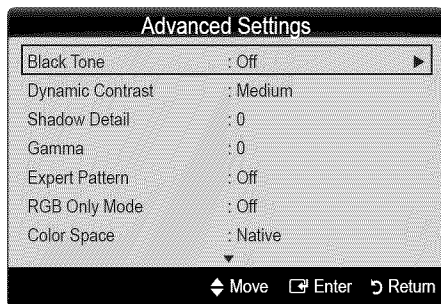 Advanced Settings
Black Tone : Off
Dynamic Contrast : Medium
Shadow Detail : 0
Gamma : 0
Expert Pattern : Off
RGB Only Mode : Off
Color Space : Native
Move Enter Return